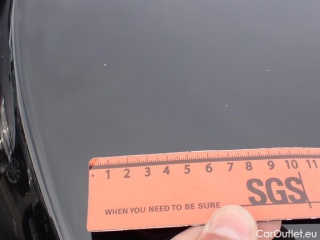 1 2 3 4 5 6 7 8 9 10 11
WHEN YOU NEED TO BE SURE SGS
CarOutlet.eu